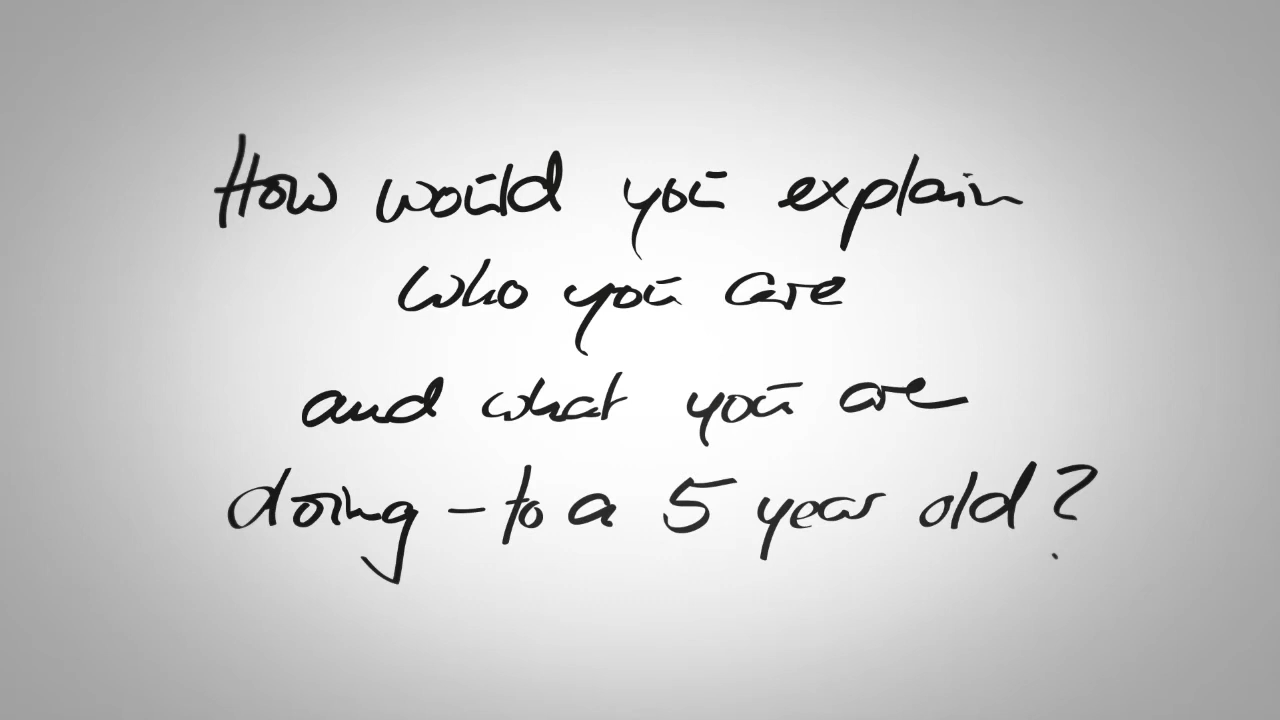 How would you explain
who you are
and what you are
doing – to a 5 year old?